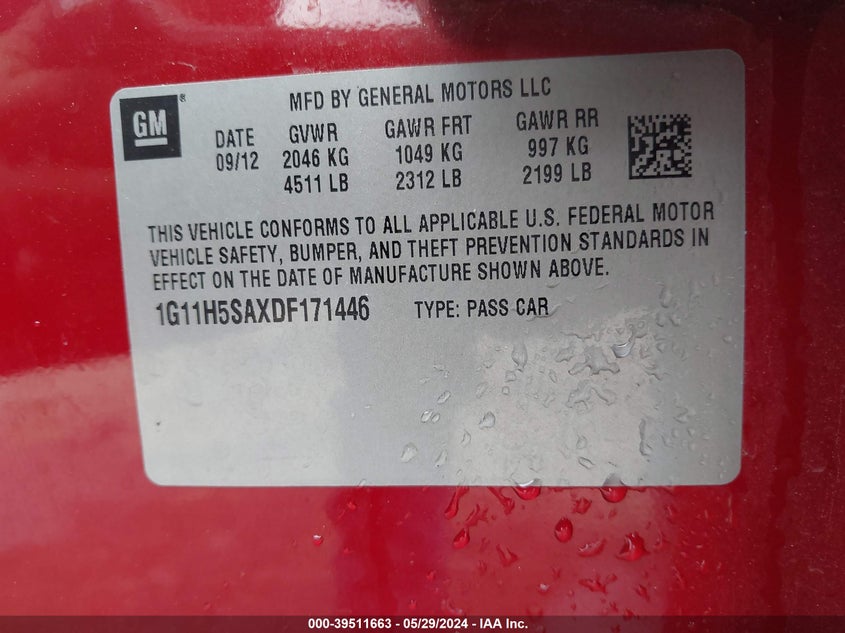 GM®
MFD BY GENERAL MOTORS LLC
DATE GVWR GAWR FRT GAWR RR
09/12 2046 KG 1049 KG 997 KG
4511 LB 2312 LB 2199 LB
THIS VEHICLE CONFORMS TO ALL APPLICABLE U.S. FEDERAL MOTOR
VEHICLE SAFETY, BUMPER, AND THEFT PREVENTION STANDARDS IN
EFFECT ON THE DATE OF MANUFACTURE SHOWN ABOVE.
1G11H5SAXDF171446 TYPE: PASS CAR
000-39511663 - 05/29/2024 - IAA Inc.